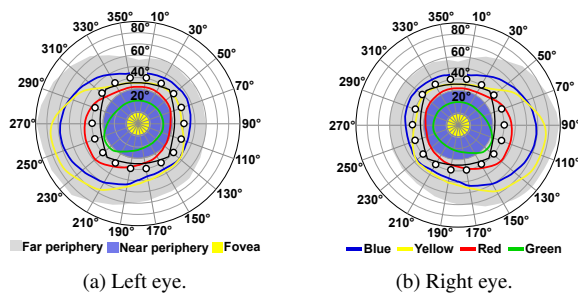 350° 10°
330° 80° 30°
310° 60° 50°
40°
290° 20° 70°
270° 90°
250° 110°
230° 130°
210° 150°
190° 170°
Far periphery Near periphery Fovea
(a) Left eye.
350° 10°
330° 80° 30°
310° 60° 50°
40°
290° 20° 70°
270° 90°
250° 110°
230° 130°
210° 150°
190° 170°
Blue Yellow Red Green
(b) Right eye.